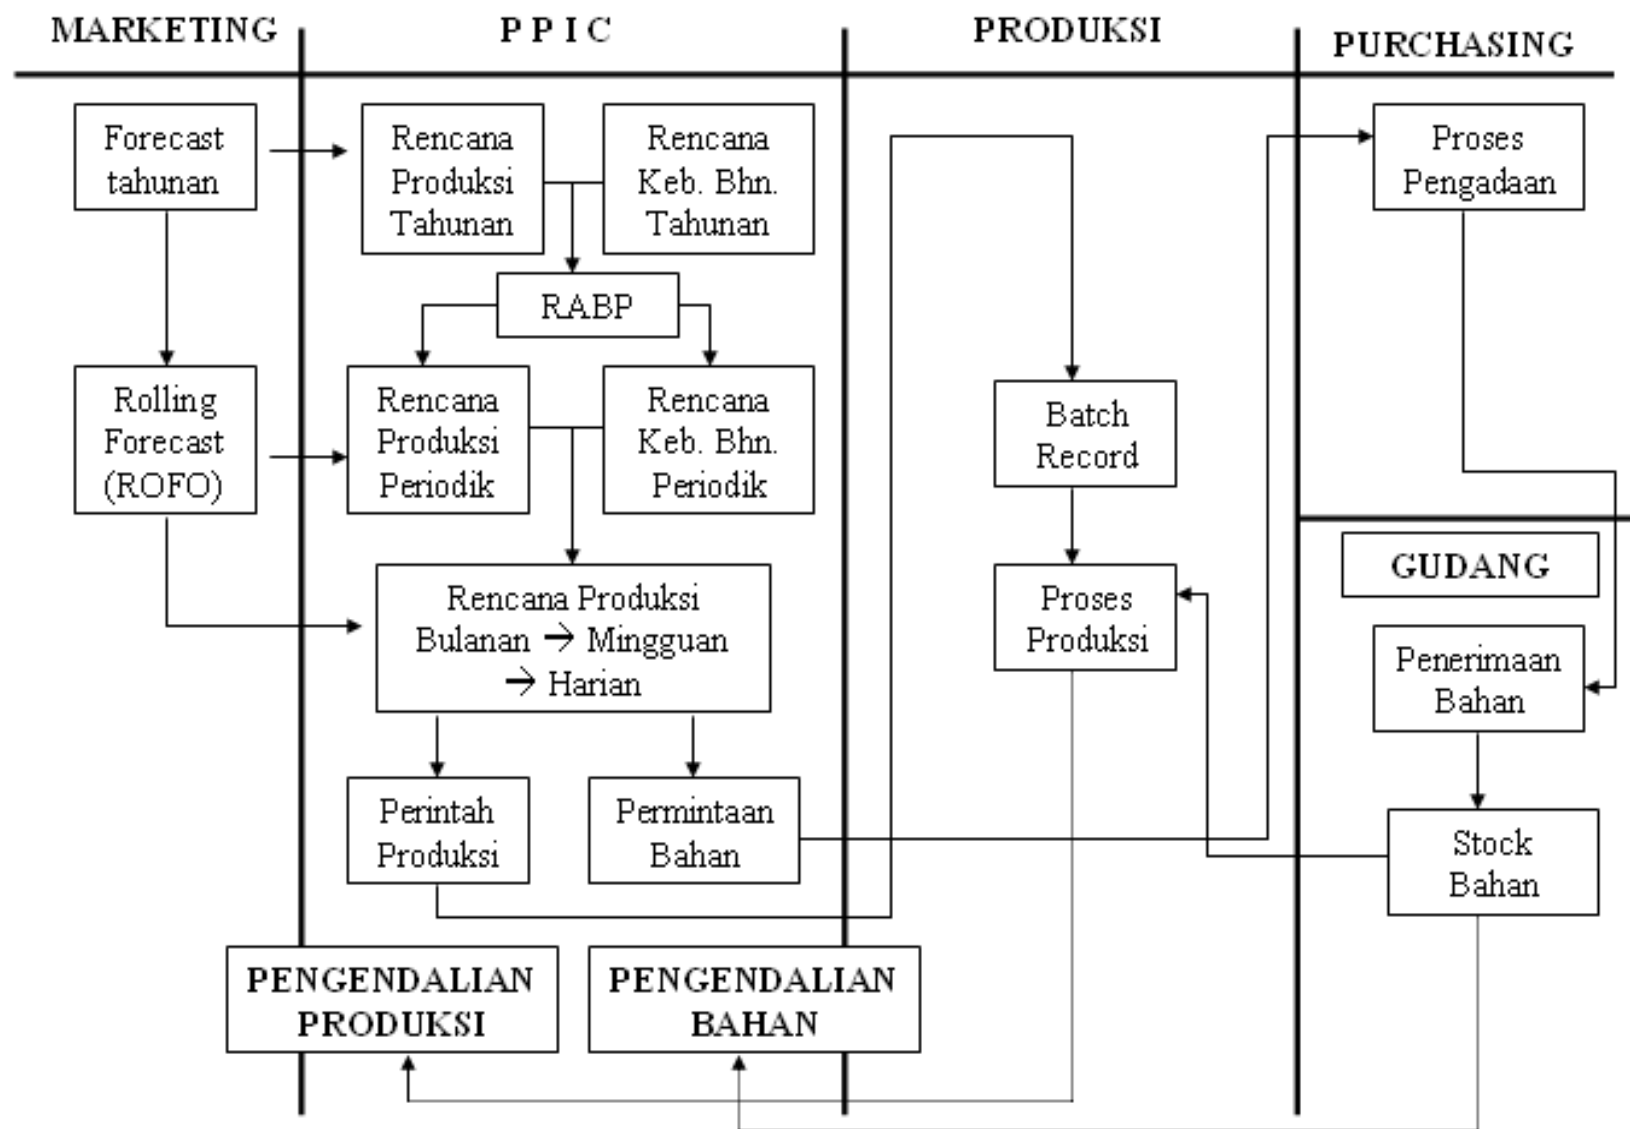 MARKETING
P P I C
PRODUKSI
PURCHASING
Forecast
tahunan
Rencana
Produksi
Tahunan
Rencana
Keb. Bhn.
Tahunan
Proses
Pengadaan
RABP
Rolling
Forecast
(ROFO)
Rencana
Produksi
Periodik
Rencana
Keb. Bhn.
Periodik
Batch
Record
GUDANG
Rencana Produksi
Bulanan → Mingguan
→ Harian
Proses
Produksi
Penerimaan
Bahan
Perintah
Produksi
Permintaan
Bahan
Stock
Bahan
PENGENDALIAN
PRODUKSI
PENGENDALIAN
BAHAN